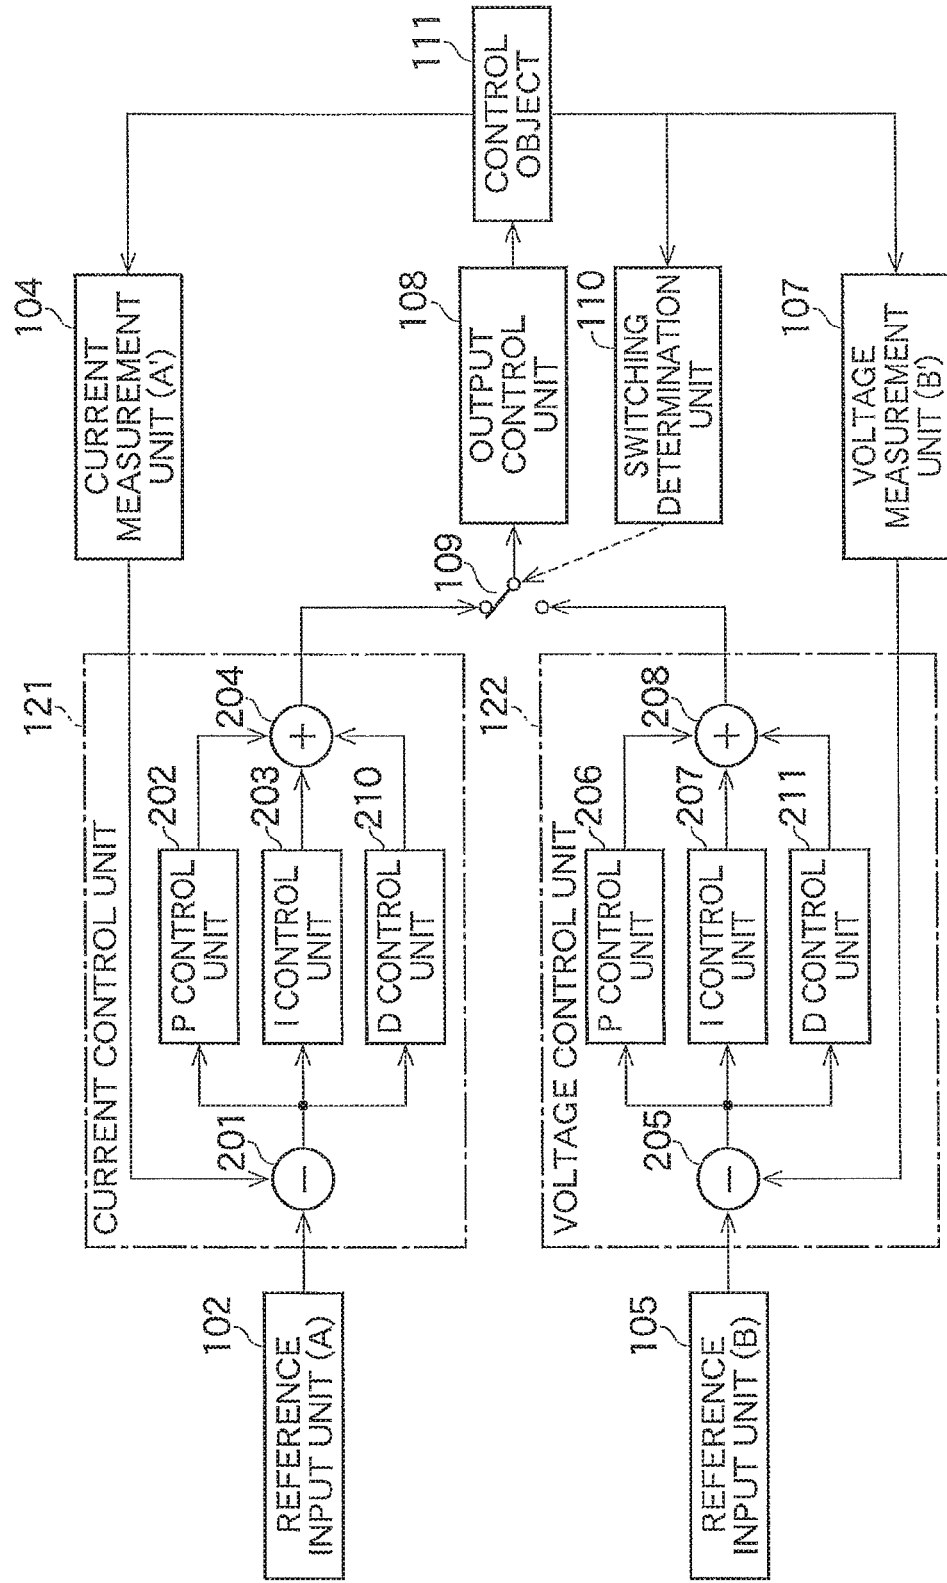 104
CURRENT
MEASUREMENT
UNIT (A')
111
CONTROL
OBJECT
121
CURRENT CONTROL UNIT
102
REFERENCE
INPUT UNIT (A)
201
−
202
P CONTROL
UNIT
203
I CONTROL
UNIT
210
D CONTROL
UNIT
204
+
109
108
OUTPUT
CONTROL
UNIT
110
SWITCHING
DETERMINATION
UNIT
122
VOLTAGE CONTROL UNIT
105
REFERENCE
INPUT UNIT (B)
205
−
206
P CONTROL
UNIT
207
I CONTROL
UNIT
211
D CONTROL
UNIT
208
+
107
VOLTAGE
MEASUREMENT
UNIT (B')